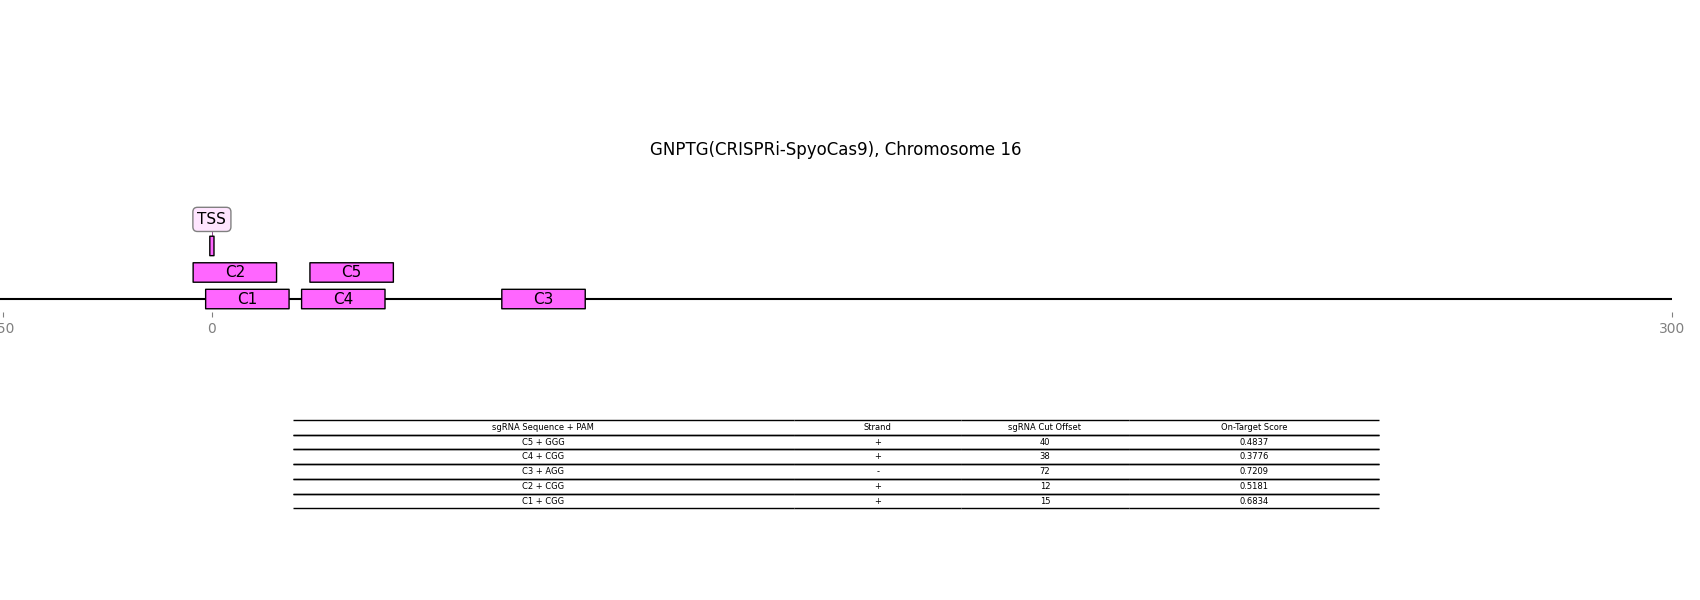 GNPTG(CRISPRi-SpyoCas9), Chromosome 16
TSS
C2 C5
C1 C4 C3
50 0 300
sgRNA Sequence + PAM Strand sgRNA Cut Offset On-Target Score
C5 + GGG + 40 0.4837
C4 + CGG + 38 0.3776
C3 + AGG - 72 0.7209
C2 + CGG + 12 0.5181
C1 + CGG + 15 0.6834